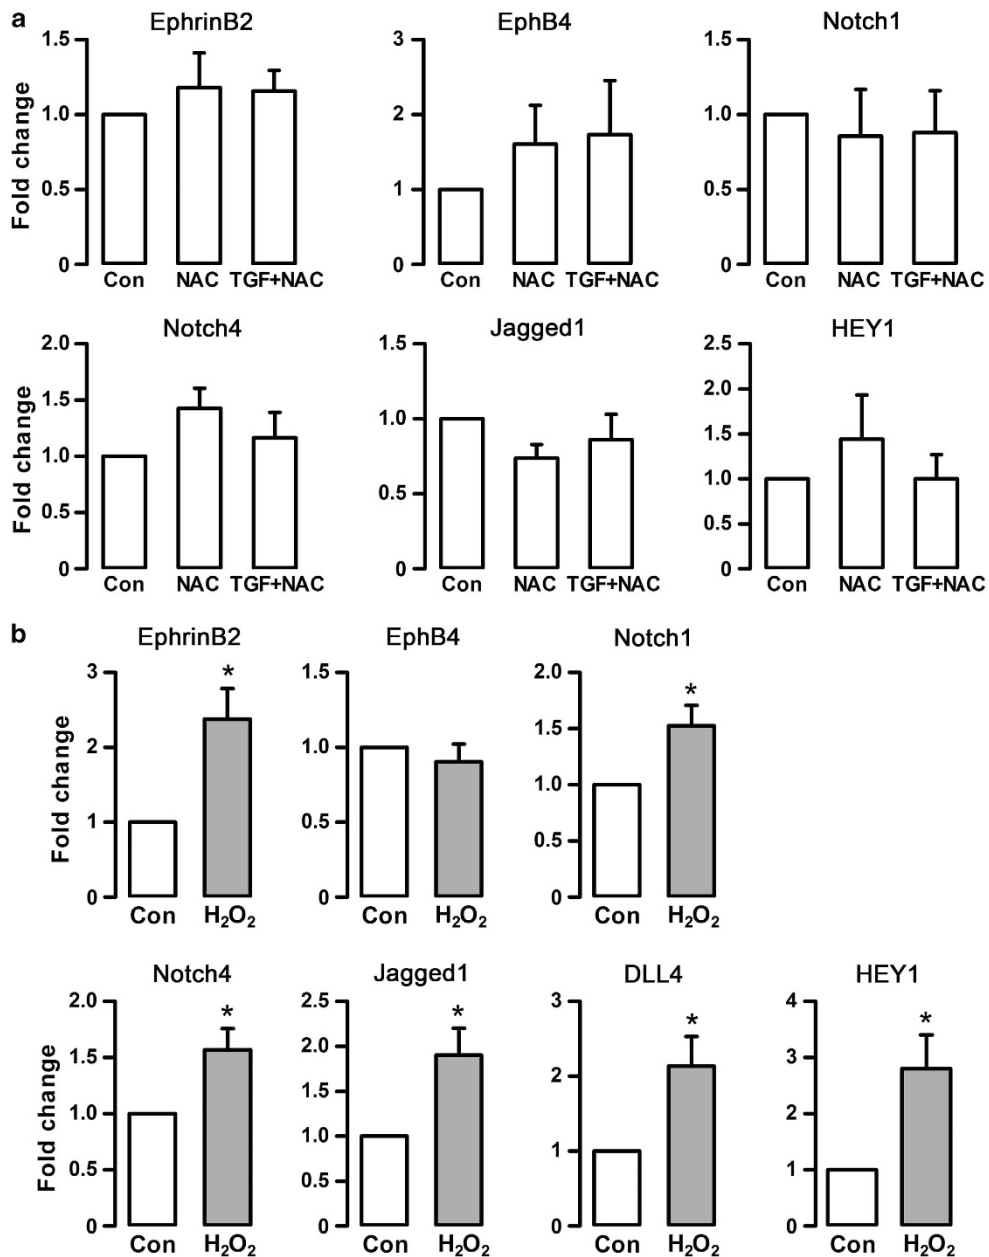 a
EphrinB2
EphB4
Notch1
Fold change
1.5
1.0
0.5
0
Con NAC TGF+NAC
3
2
1
0
Con NAC TGF+NAC
1.5
1.0
0.5
0
Con NAC TGF+NAC
Notch4
Jagged1
HEY1
Fold change
2.0
1.5
1.0
0.5
0
Con NAC TGF+NAC
1.5
1.0
0.5
0
Con NAC TGF+NAC
2.5
2.0
1.5
1.0
0.5
0
Con NAC TGF+NAC
b
EphrinB2
EphB4
Notch1
Fold change
3
2
1
0
*
Con H₂O₂
1.5
1.0
0.5
0
Con H₂O₂
2.0
1.5
1.0
0.5
0
*
Con H₂O₂
Notch4
Jagged1
DLL4
HEY1
Fold change
2.0
1.5
1.0
0.5
0
*
Con H₂O₂
2.5
2.0
1.5
1.0
0.5
0
*
Con H₂O₂
3
2
1
0
*
Con H₂O₂
4
3
2
1
0
*
Con H₂O₂